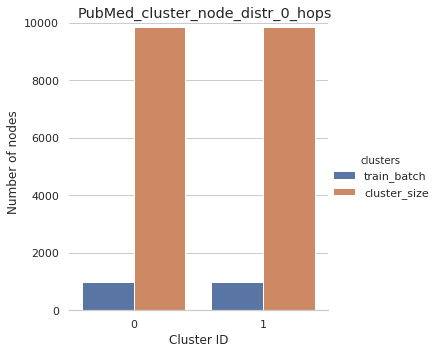 PubMed_cluster_node_distr_0_hops
10000
8000
6000
4000
2000
0
Number of nodes
0 1
Cluster ID
clusters
train_batch
cluster_size